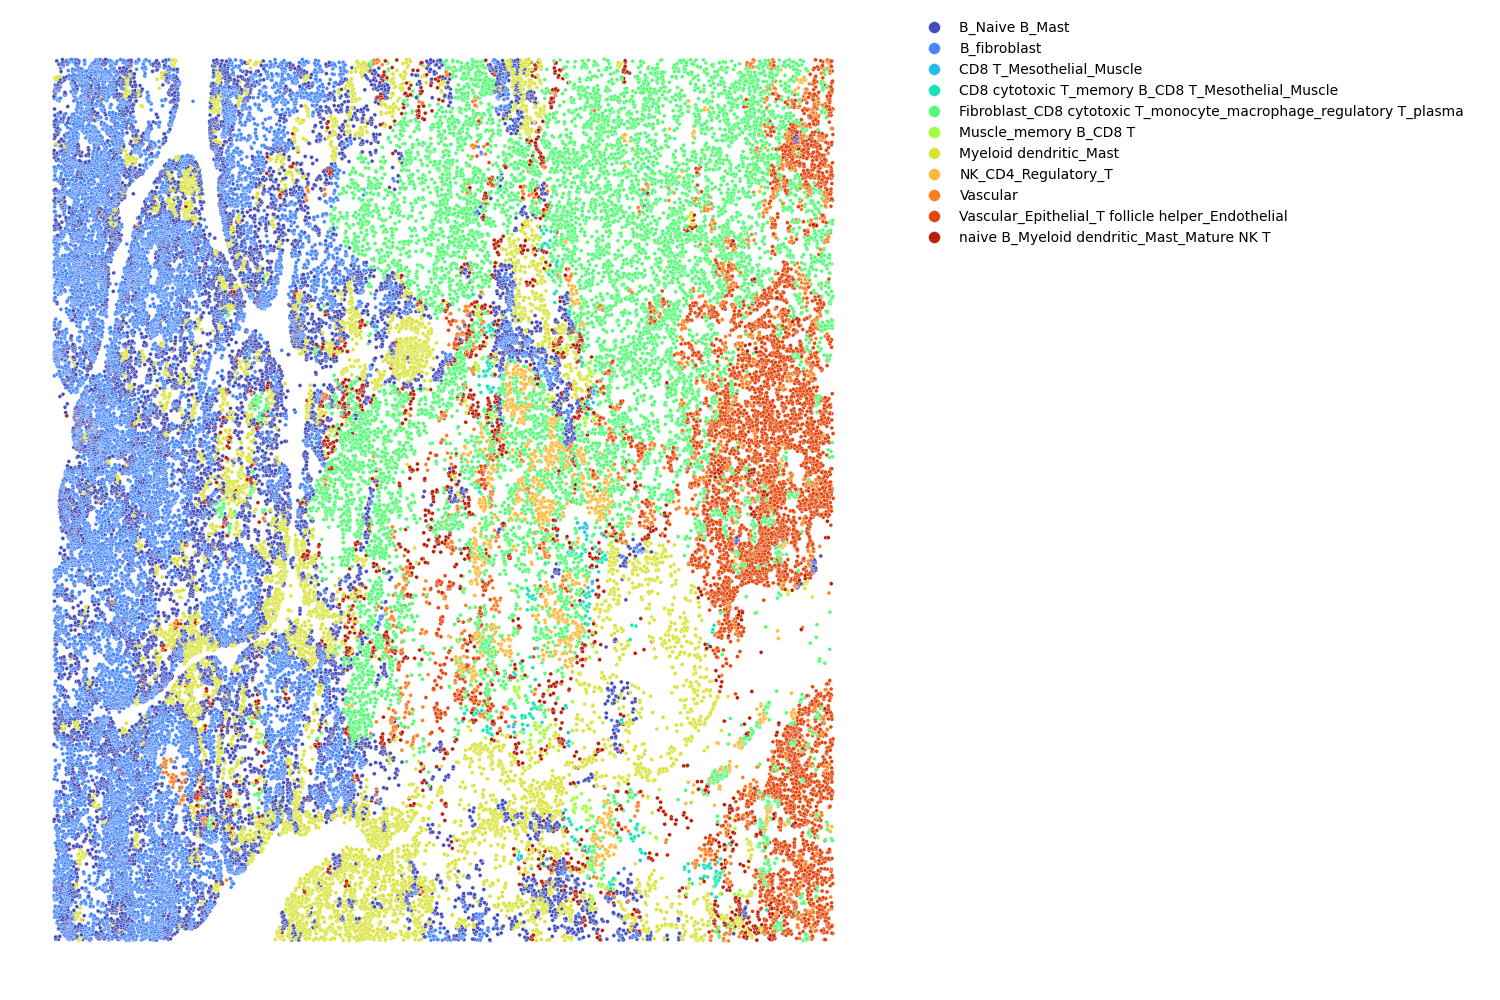 B_Naive B_Mast
B_fibroblast
CD8 T_Mesothelial_Muscle
CD8 cytotoxic T_memory B_CD8 T_Mesothelial_Muscle
Fibroblast_CD8 cytotoxic T_monocyte_macrophage_regulatory T_plasma
Muscle_memory B_CD8 T
Myeloid dendritic_Mast
NK_CD4_Regulatory_T
Vascular
Vascular_Epithelial_T follicle helper_Endothelial
naive B_Myeloid dendritic_Mast_Mature NK T